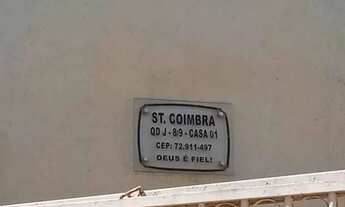 ST. COIMBRA
QD J - 8/9 - CASA 01
CEP: 72.911-497
DEUS É FIEL!